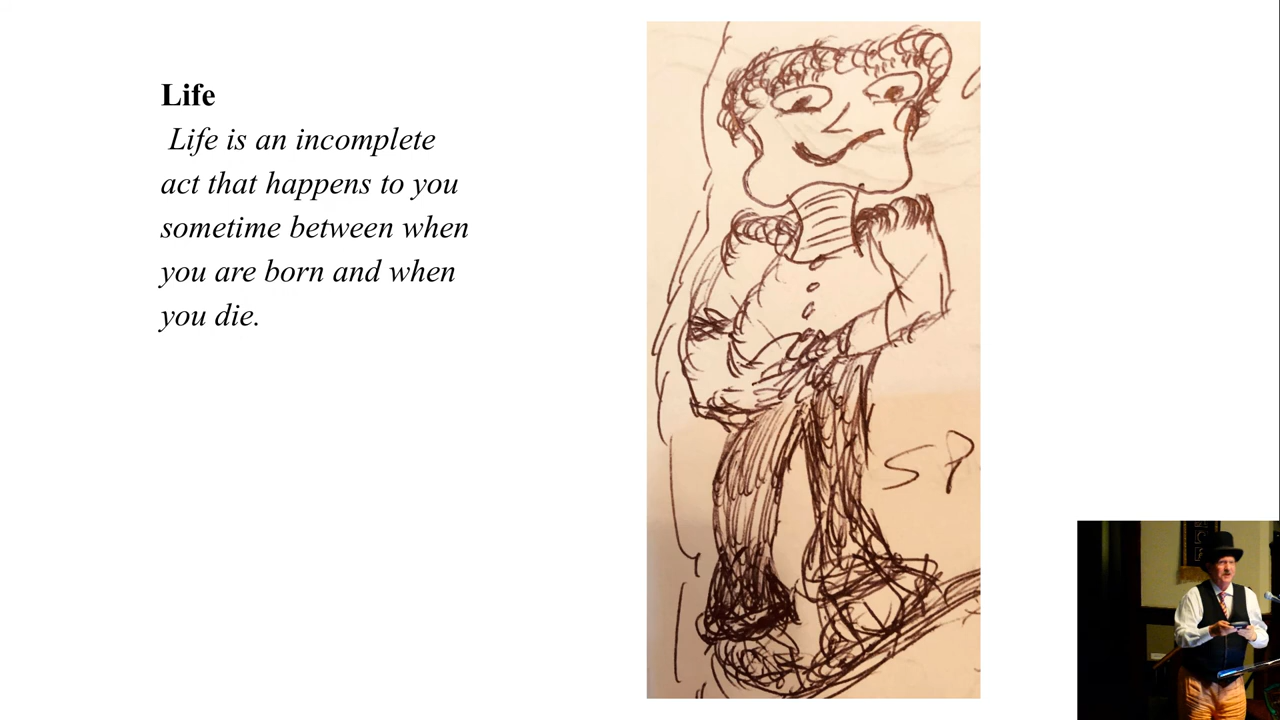 Life
Life is an incomplete
act that happens to you
sometime between when
you are born and when
you die.
SP